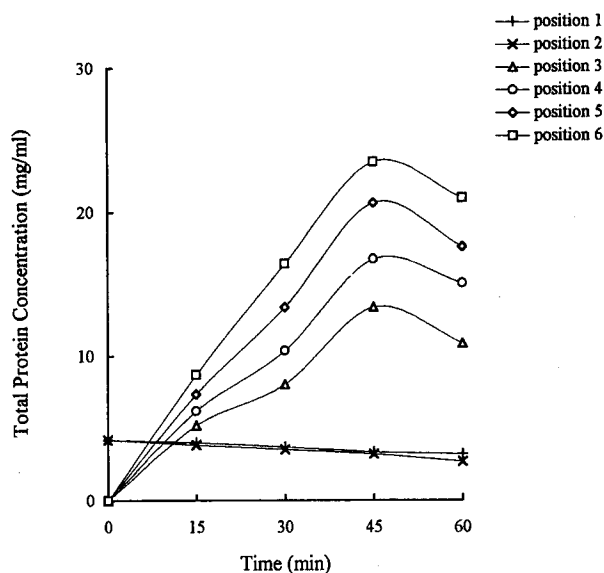 position 1
position 2
position 3
position 4
position 5
position 6
Total Protein Concentration (mg/ml)
30
20
10
0
0 15 30 45 60
Time (min)